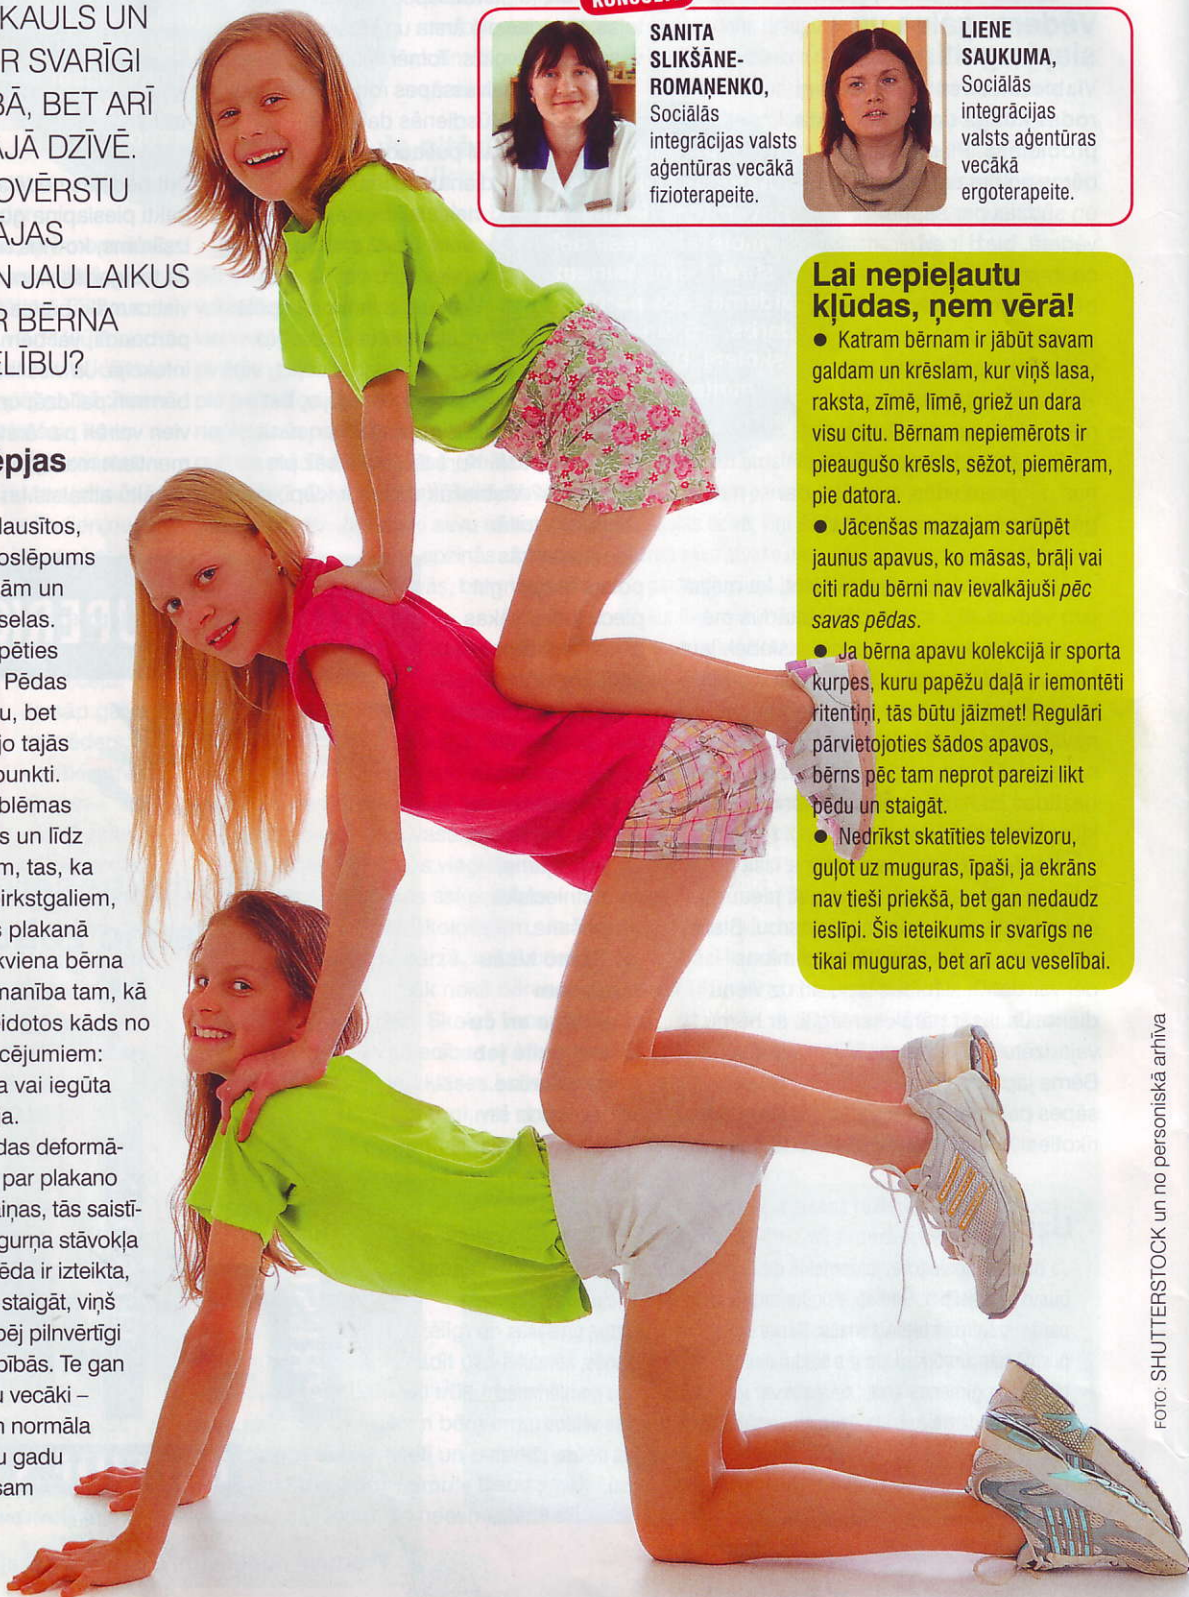 KAULS UN
R SVARĪGI
BĀ, BET ARĪ
AJĀ DZĪVĒ.
OVĒRSTU
ĀJAS
N JAU LAIKUS
R BĒRNA
ELĪBU?
epjas
lausītos,
oslēpums
ām un
selas.
pēties
Pēdas
u, bet
jo tajās
punkti.
blēmas
s un līdz
m, tas, ka
irkstgaliem,
s plakanā
kviena bērna
manība tam, kā
eidotos kāds no
cējumiem:
a vai iegūta
a.
das deformā-
par plakano
aiņas, tās saistī-
gurņa stāvokļa
ēda ir izteikta,
staigāt, viņš
pēj pilnvērtīgi
bībās. Te gan
u vecāki –
n normāla
u gadu
sam
SANITA
SLIKŠĀNE-
ROMAŅENKO,
Sociālās
integrācijas valsts
aģentūras vecākā
fizioterapeite.
LIENE
SAUKUMA,
Sociālās
integrācijas
valsts aģentūras
vecākā
ergoterapeite.
Lai nepieļautu
kļūdas, ņem vērā!
● Katram bērnam ir jābūt savam
galdam un krēslam, kur viņš lasa,
raksta, zīmē, līmē, griež un dara
visu citu. Bērnam nepiemērots ir
pieaugušo krēsls, sēžot, piemēram,
pie datora.
● Jācenšas mazajam sarūpēt
jaunus apavus, ko māsas, brāļi vai
citi radu bērni nav ievalkājuši pēc
savas pēdas.
● Ja bērna apavu kolekcijā ir sporta
kurpes, kuru papēžu daļā ir iemontēti
ritentiņi, tās būtu jāizmet! Regulāri
pārvietojoties šādos apavos,
bērns pēc tam neprot pareizi likt
pēdu un staigāt.
● Nedrīkst skatīties televizoru,
guļot uz muguras, īpaši, ja ekrāns
nav tieši priekšā, bet gan nedaudz
ieslīpi. Šis ieteikums ir svarīgs ne
tikai muguras, bet arī acu veselībai.
FOTO: SHUTTERSTOCK un no personiskā arhīva